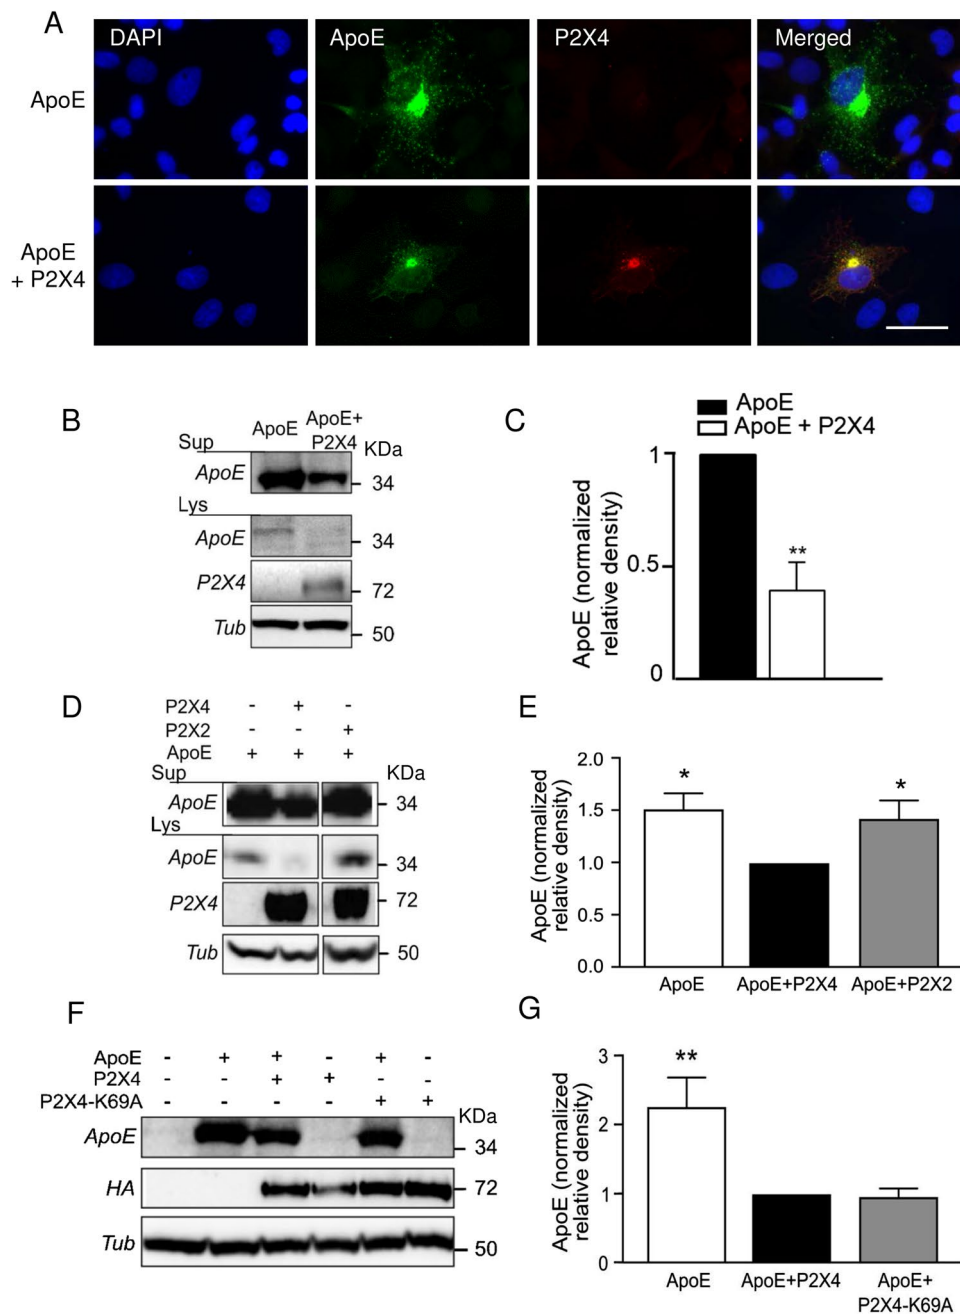 A
DAPI ApoE P2X4 Merged
ApoE
ApoE
+ P2X4
B
ApoE ApoE+
P2X4
Sup KDa
ApoE 34
Lys
ApoE 34
P2X4 72
Tub 50
C
ApoE
ApoE + P2X4
ApoE (normalized
relative density)
1
0.5
0
**
D
P2X4 - + -
P2X2 - - +
ApoE + + +
Sup KDa
ApoE 34
Lys
ApoE 34
P2X4 72
Tub 50
E
ApoE (normalized
relative density)
2.0
1.5
1.0
0.5
0.0
* *
ApoE ApoE+P2X4 ApoE+P2X2
F
ApoE - + + - + -
P2X4 - - + + - -
P2X4-K69A - - - - + +
KDa
ApoE 34
HA 72
Tub 50
G
ApoE (normalized
relative density)
3
2
1
0
**
ApoE ApoE+P2X4 ApoE+
P2X4-K69A